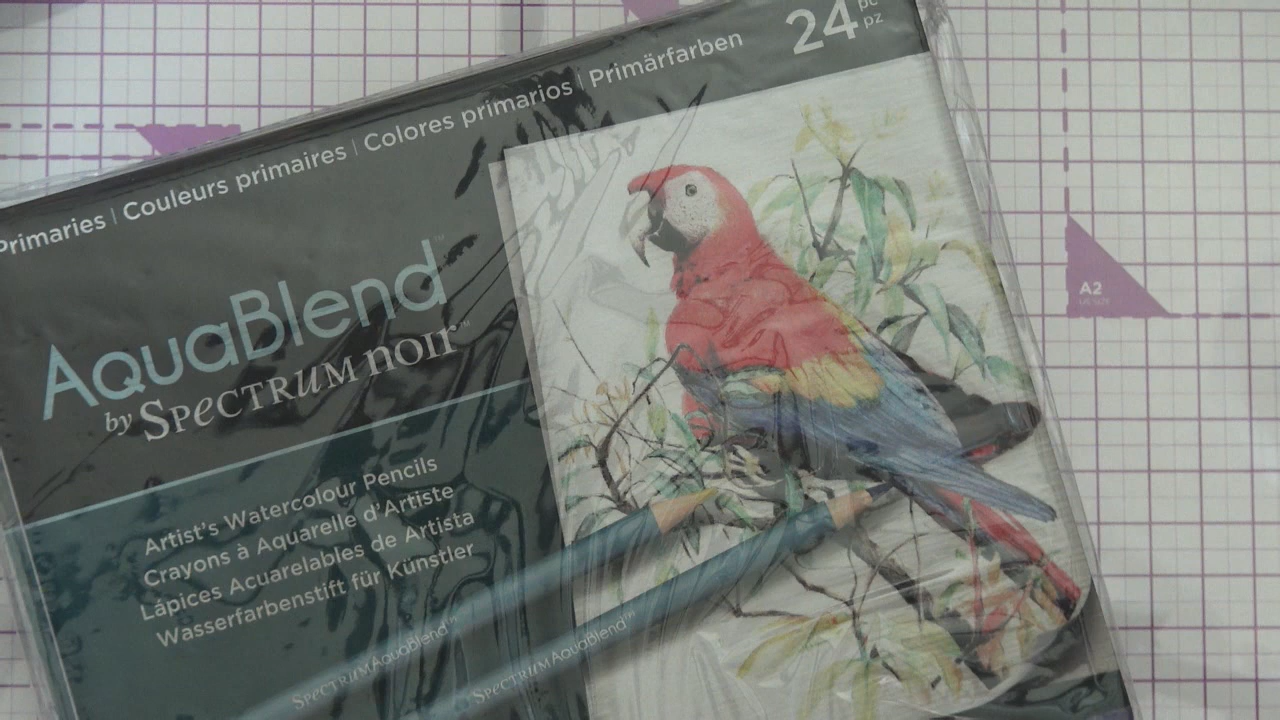 24 pc
pz
Primaries | Couleurs primaires | Colores primarios | Primärfarben
AquaBlend™
by SPECTRUM noir™
Artist's Watercolour Pencils
Crayons à Aquarelle d'Artiste
Lápices Acuarelables de Artista
Wasserfarbenstift für Künstler
SPECTRUM AquaBlend™
SPECTRUM AquaBlend™
A2